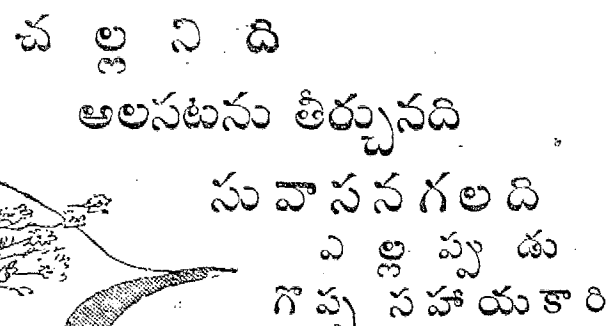 చల్లనిది
అలసటను తీర్చునది
సువాసనగలది
ఎల్లప్పుడు
గొప్ప సహాయకారి